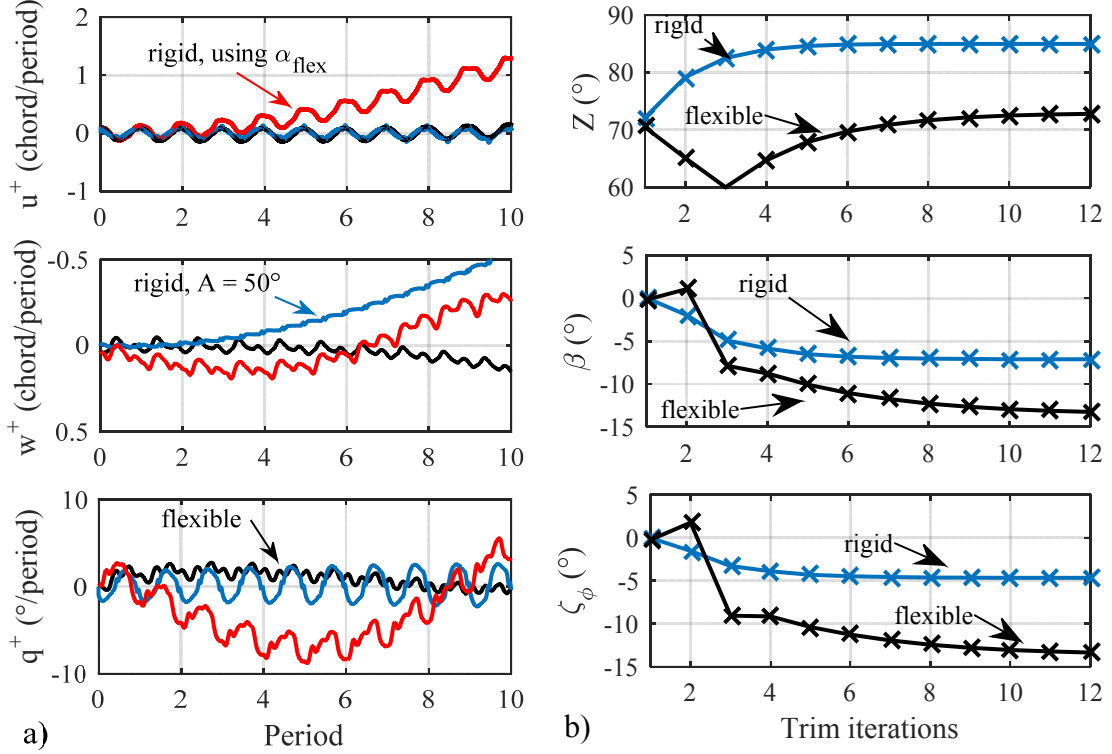 u⁺ (chord/period)
2
1
0
-1
rigid, using α_flex
0 2 4 6 8 10
w⁺ (chord/period)
-0.5
0
0.5
rigid, A = 50°
0 2 4 6 8 10
q⁺ (°/period)
10
0
-10
flexible
0 2 4 6 8 10
a)
Period
Z (°)
90
80
70
60
rigid
flexible
2 4 6 8 10 12
β (°)
5
0
-5
-10
-15
rigid
flexible
2 4 6 8 10 12
ζ_ϕ (°)
5
0
-5
-10
-15
rigid
flexible
2 4 6 8 10 12
b)
Trim iterations